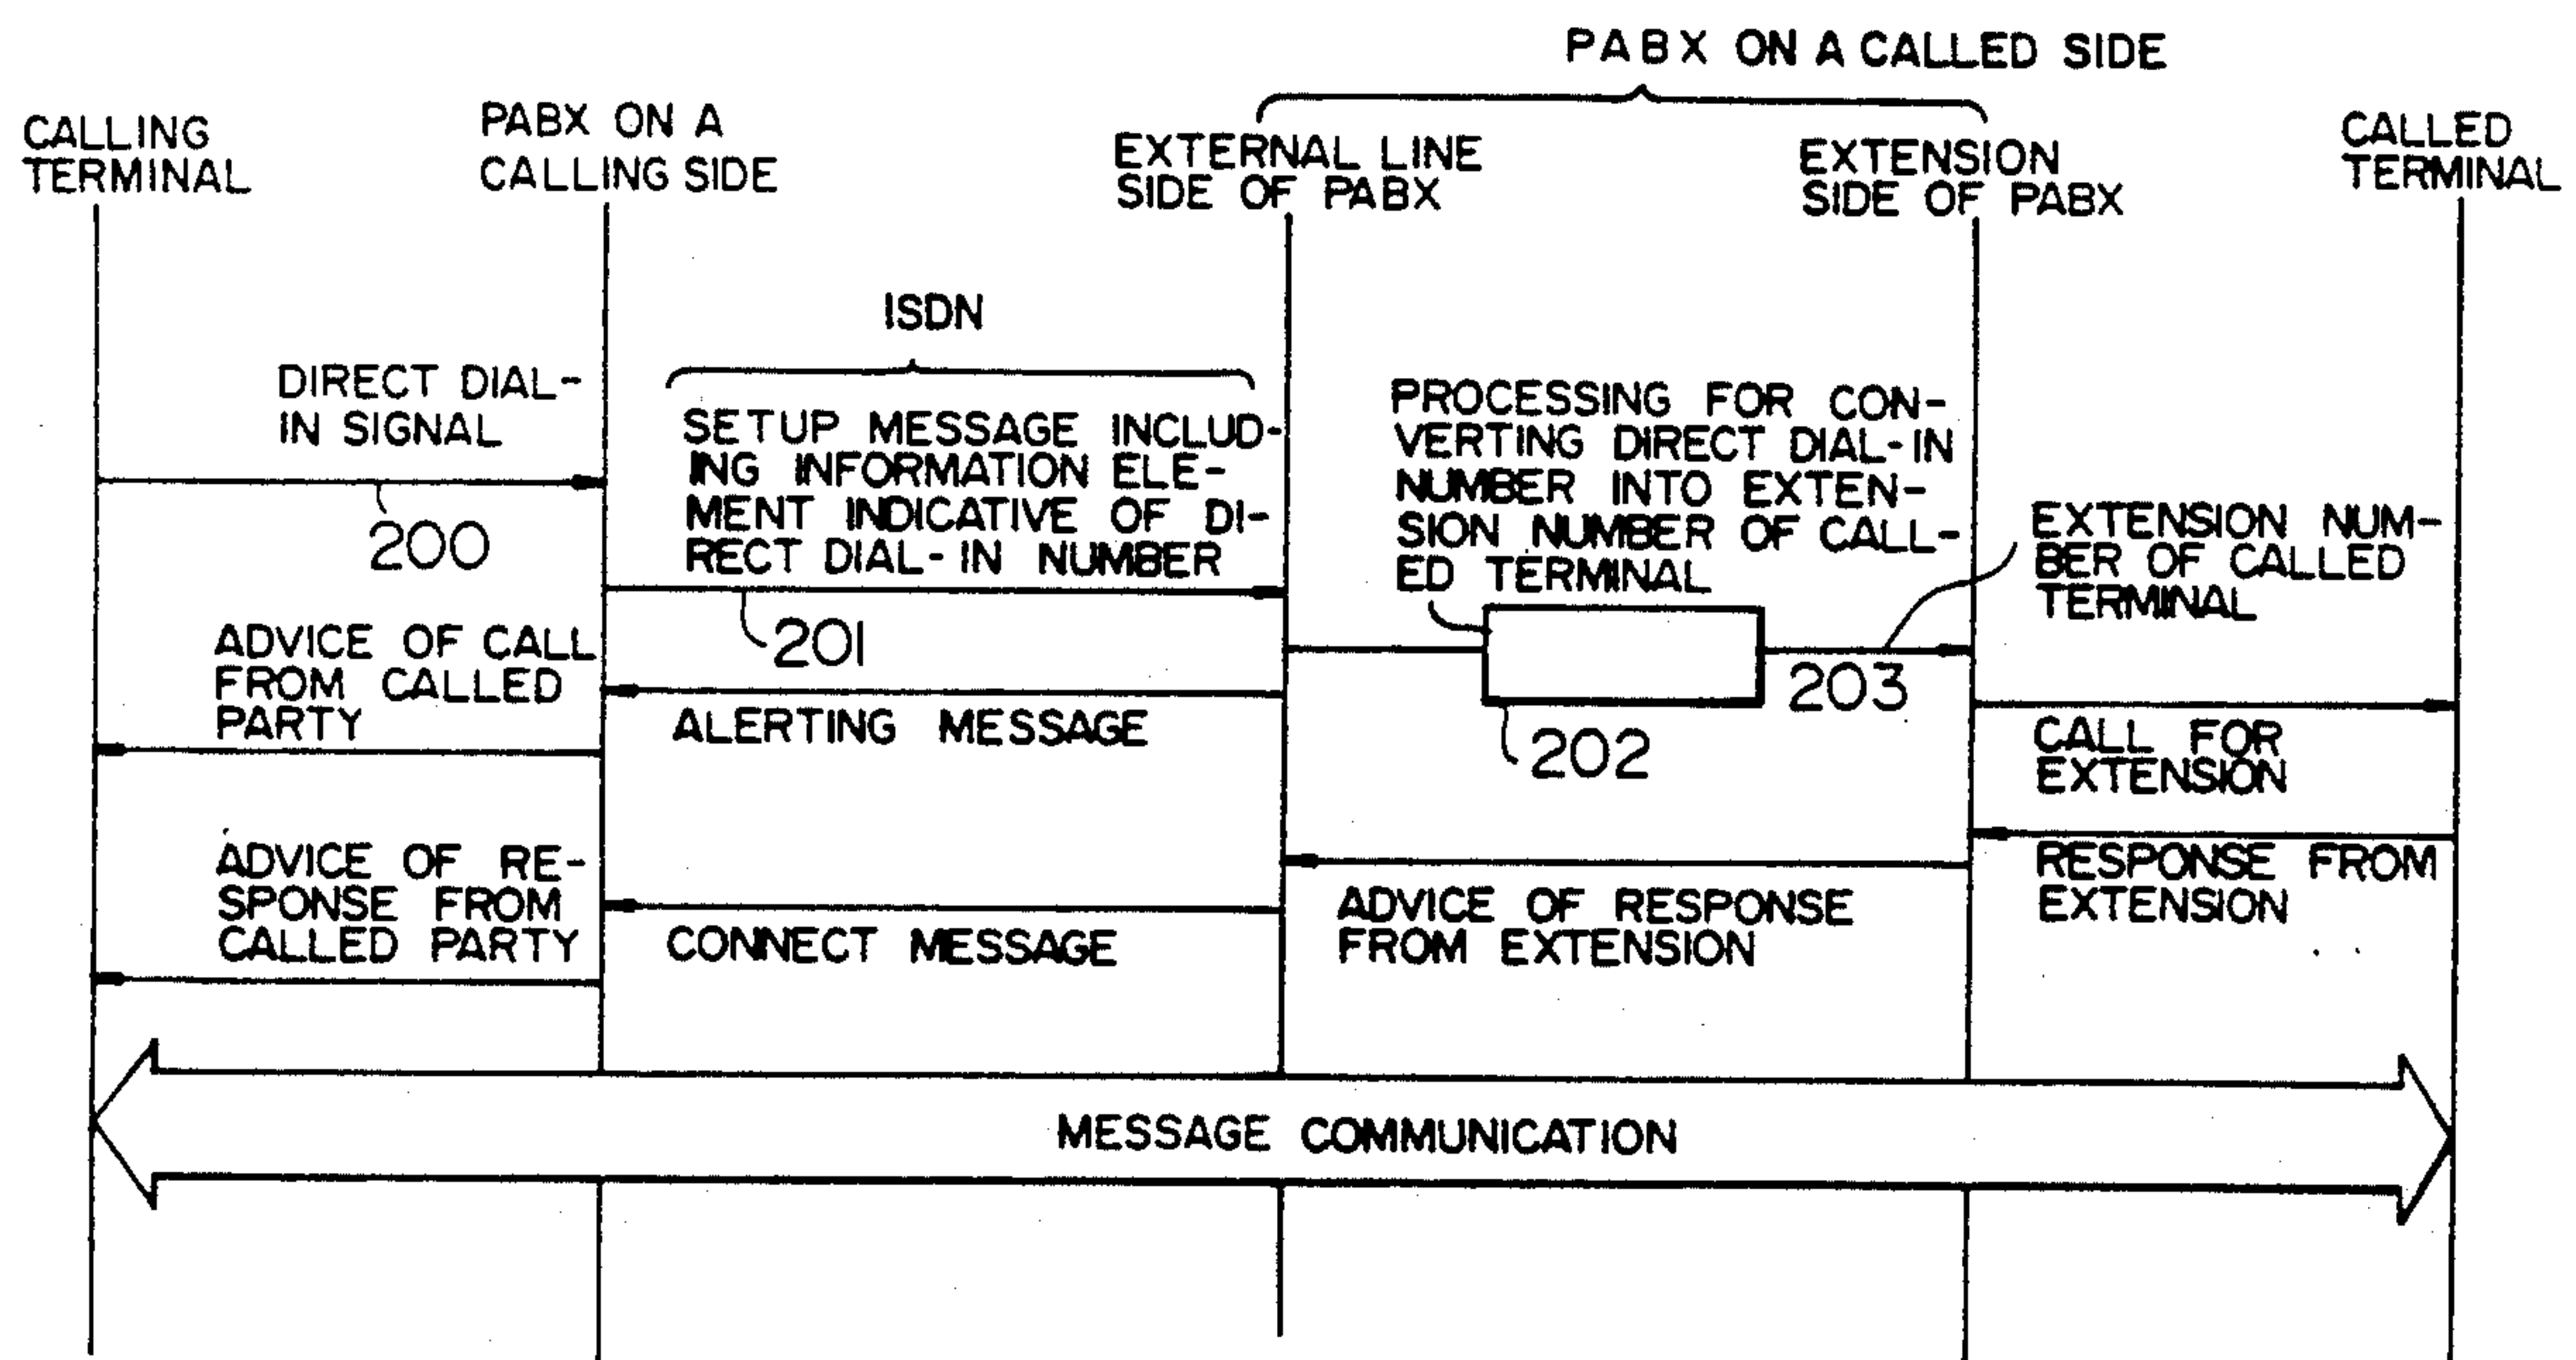 PABX ON A CALLED SIDE
CALLING
TERMINAL
PABX ON A
CALLING SIDE
EXTERNAL LINE
SIDE OF PABX
EXTENSION
SIDE OF PABX
CALLED
TERMINAL
ISDN
DIRECT DIAL-
IN SIGNAL
200
SETUP MESSAGE INCLUD-
ING INFORMATION ELE-
MENT INDICATIVE OF DI-
RECT DIAL-IN NUMBER
201
PROCESSING FOR CON-
VERTING DIRECT DIAL-IN
NUMBER INTO EXTEN-
SION NUMBER OF CALL-
ED TERMINAL
202
203
EXTENSION NUM-
BER OF CALLED
TERMINAL
ADVICE OF CALL
FROM CALLED
PARTY
ALERTING MESSAGE
CALL FOR
EXTENSION
RESPONSE FROM
EXTENSION
ADVICE OF RESPONSE
FROM EXTENSION
CONNECT MESSAGE
ADVICE OF RE-
SPONSE FROM
CALLED PARTY
MESSAGE COMMUNICATION